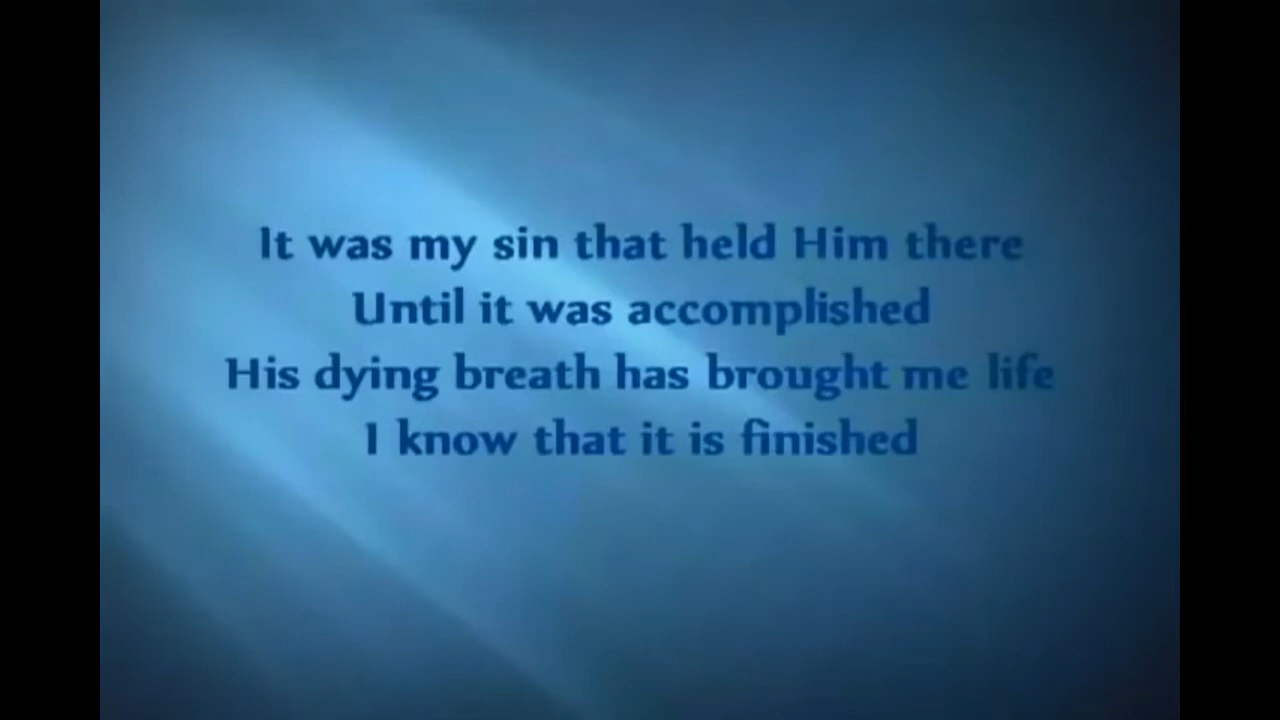 It was my sin that held Him there
Until it was accomplished
His dying breath has brought me life
I know that it is finished